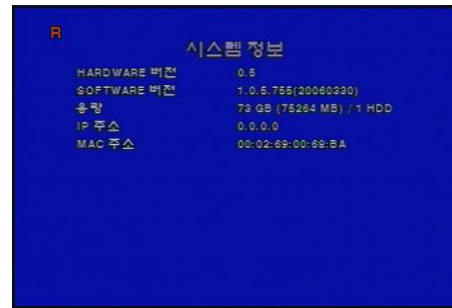 R
시스템 정보
HARDWARE 버전 0.5
SOFTWARE 버전 1.0.5.755(20060330)
용량 73 GB (75264 MB) / 1 HDD
IP 주소 0.0.0.0
MAC 주소 00:02:69:00:69:BA